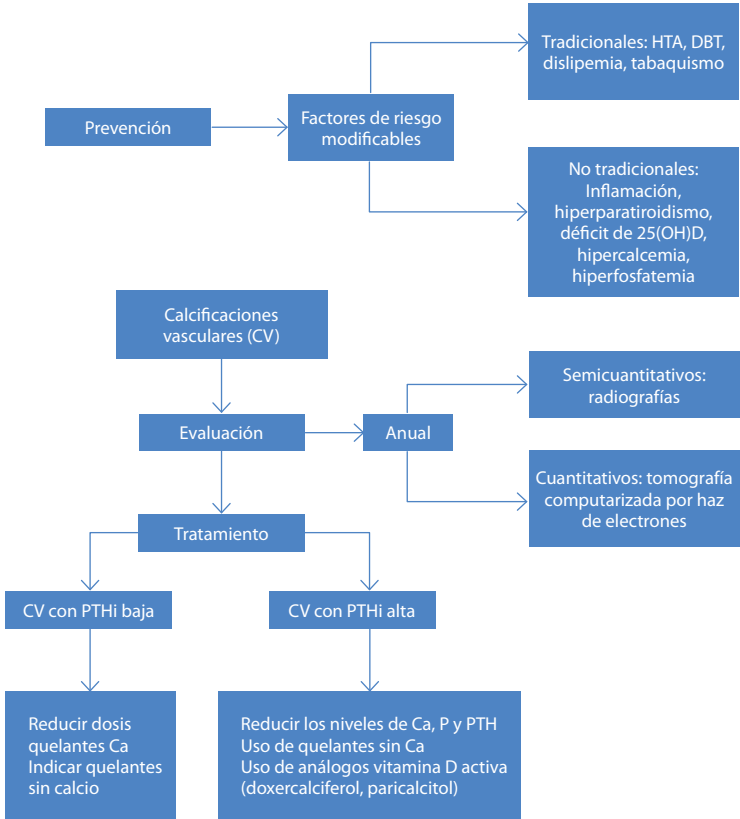 Prevención
Factores de riesgo
modificables
Tradicionales: HTA, DBT,
dislipemia, tabaquismo
No tradicionales:
Inflamación,
hiperparatiroidismo,
déficit de 25(OH)D,
hipercalcemia,
hiperfosfatemia
Calcificaciones
vasculares (CV)
Evaluación
Anual
Semicuantitativos:
radiografías
Cuantitativos: tomografía
computarizada por haz
de electrones
Tratamiento
CV con PTHi baja
CV con PTHi alta
Reducir dosis
quelantes Ca
Indicar quelantes
sin calcio
Reducir los niveles de Ca, P y PTH
Uso de quelantes sin Ca
Uso de análogos vitamina D activa
(doxercalciferol, paricalcitol)